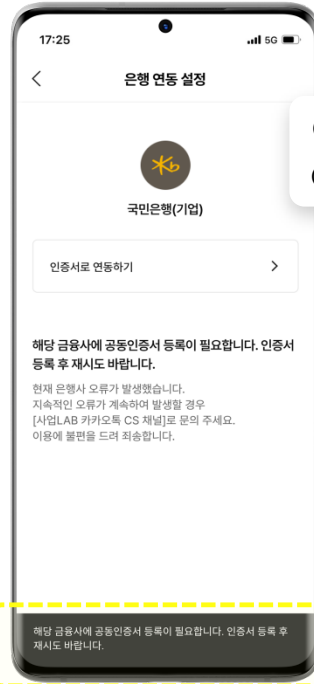 17:25
5G
은행 연동 설정
Kb
국민은행(기업)
인증서로 연동하기
해당 금융사에 공동인증서 등록이 필요합니다. 인증서
등록 후 재시도 바랍니다.
현재 은행사 오류가 발생했습니다.
지속적인 오류가 계속하여 발생할 경우
[사업LAB 카카오톡 CS 채널]로 문의 주세요.
이용에 불편을 드려 죄송합니다.
해당 금융사에 공동인증서 등록이 필요합니다. 인증서 등록 후
재시도 바랍니다.